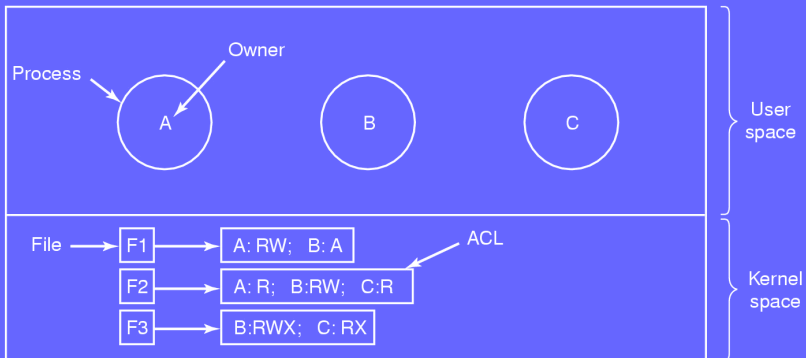 Owner
Process
A
B
C
User
space
File
F1
A: RW; B: A
ACL
F2
A: R; B:RW; C:R
F3
B:RWX; C: RX
Kernel
space